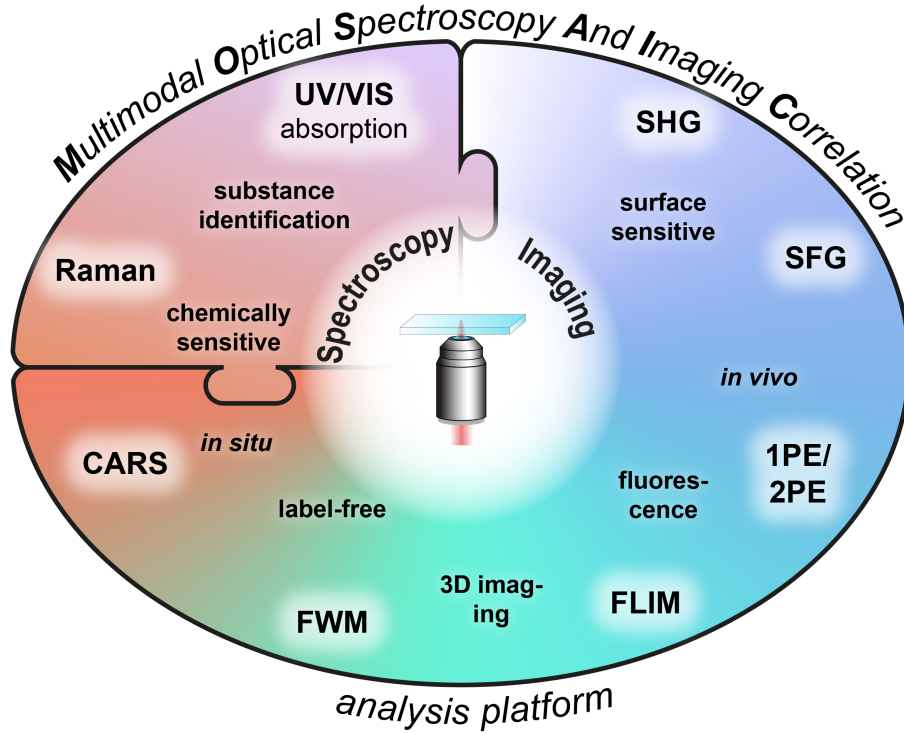 Multimodal Optical Spectroscopy And Imaging Correlation
UV/VIS
absorption
substance
identification
Raman
chemically
sensitive
Spectroscopy
Imaging
SHG
surface
sensitive
SFG
in vivo
1PE/
2PE
fluores-
cence
CARS
in situ
label-free
FWM
3D imag-
ing
FLIM
analysis platform